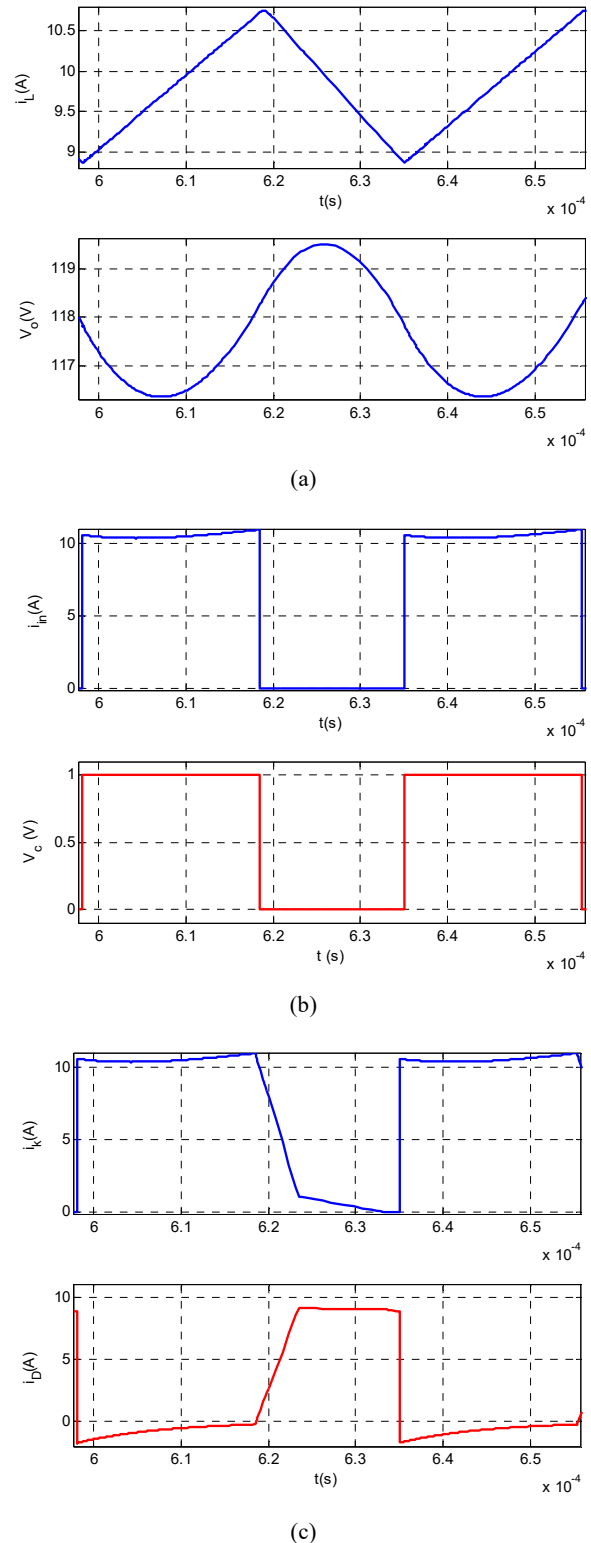 10.5
10
9.5
9
i_L(A)
6 6.1 6.2 6.3 6.4 6.5
t(s)
x 10^-4
119
118
117
V_o(V)
6 6.1 6.2 6.3 6.4 6.5
x 10^-4
(a)
10
5
0
i_in(A)
6 6.1 6.2 6.3 6.4 6.5
t(s)
x 10^-4
1
0.5
0
V_c (V)
6 6.1 6.2 6.3 6.4 6.5
t (s)
x 10^-4
(b)
10
5
0
i_k(A)
6 6.1 6.2 6.3 6.4 6.5
x 10^-4
10
5
0
i_D(A)
6 6.1 6.2 6.3 6.4 6.5
t(s)
x 10^-4
(c)